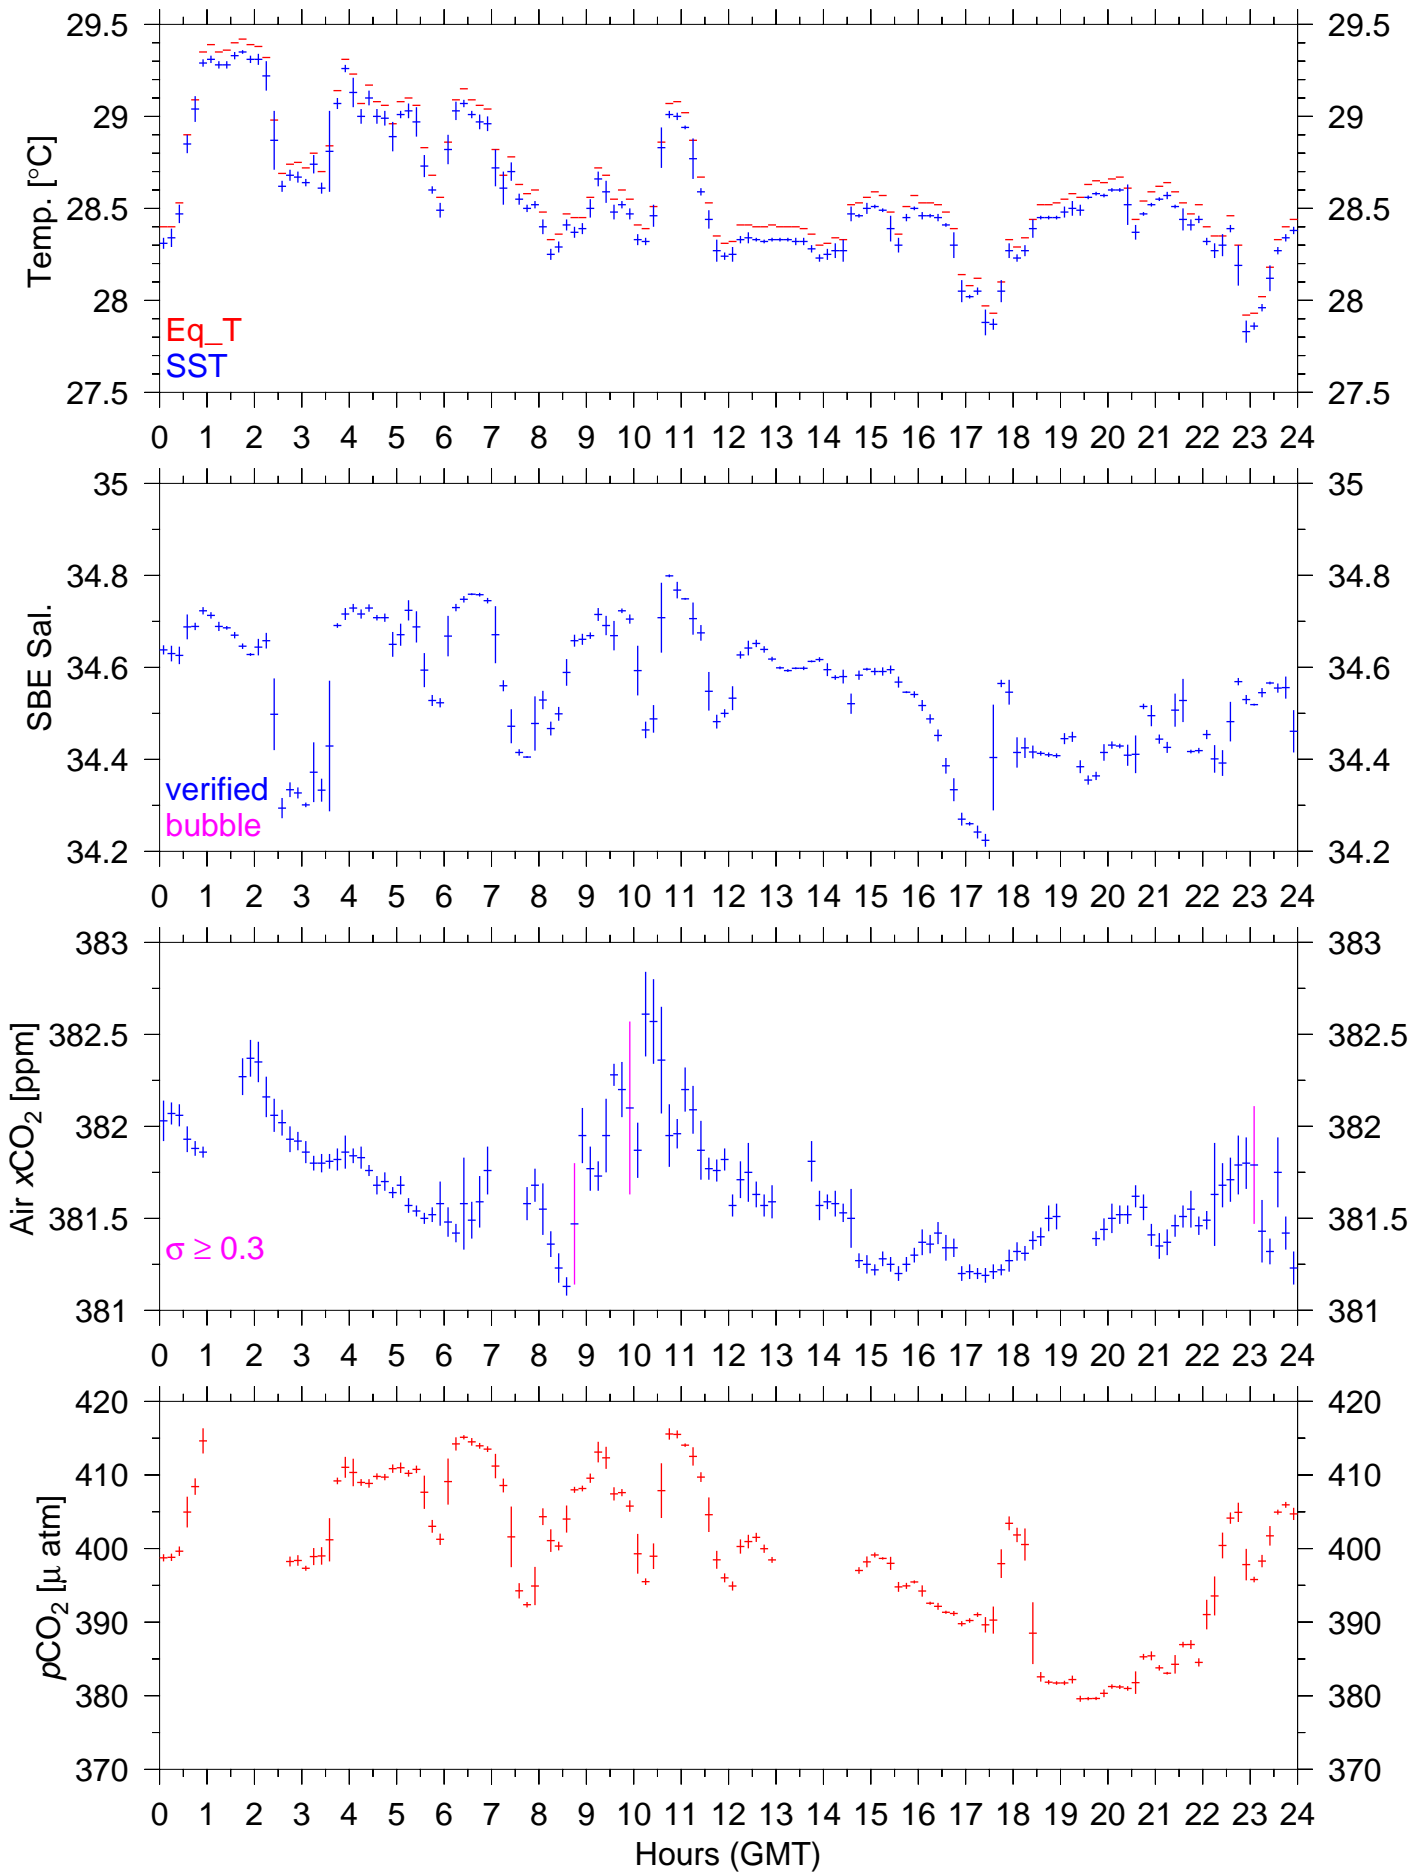 29.5 29.5
29 29
28.5 28.5
28 28
27.5 27.5
Temp. [°C]
Eq_T
SST
0 1 2 3 4 5 6 7 8 9 10 11 12 13 14 15 16 17 18 19 20 21 22 23 24
35 35
34.8 34.8
34.6 34.6
34.4 34.4
34.2 34.2
SBE Sal.
verified
bubble
0 1 2 3 4 5 6 7 8 9 10 11 12 13 14 15 16 17 18 19 20 21 22 23 24
383 383
382.5 382.5
382 382
381.5 381.5
381 381
Air xCO₂ [ppm]
σ ≥ 0.3
0 1 2 3 4 5 6 7 8 9 10 11 12 13 14 15 16 17 18 19 20 21 22 23 24
420 420
410 410
400 400
390 390
380 380
370 370
pCO₂ [μ atm]
0 1 2 3 4 5 6 7 8 9 10 11 12 13 14 15 16 17 18 19 20 21 22 23 24
Hours (GMT)